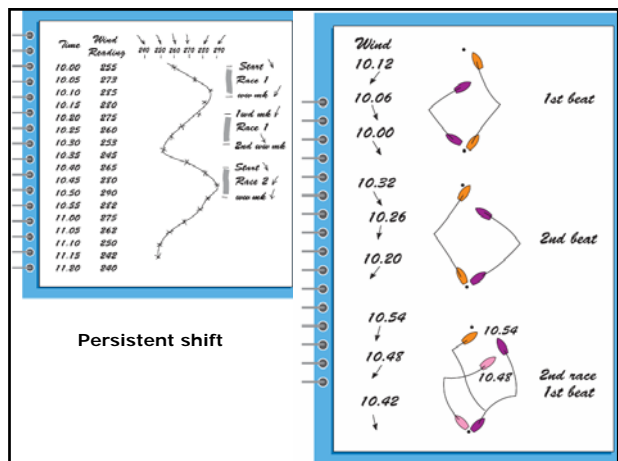 Time Wind Reading 240 250 260 270 280 290
10.00 255
10.05 273
10.10 285
10.15 280
10.20 275
10.25 260
10.30 253
10.35 245
10.40 265
10.45 280
10.50 290
10.55 282
11.00 275
11.05 262
11.10 250
11.15 242
11.20 240
Start
Race 1
ww mk
lwd mk
Race 1
2nd ww mk
Start
Race 2
ww mk
Persistent shift
Wind
10.12
10.06
10.00
1st beat
10.32
10.26
10.20
2nd beat
10.54
10.48
10.42
10.54
10.48
2nd race
1st beat